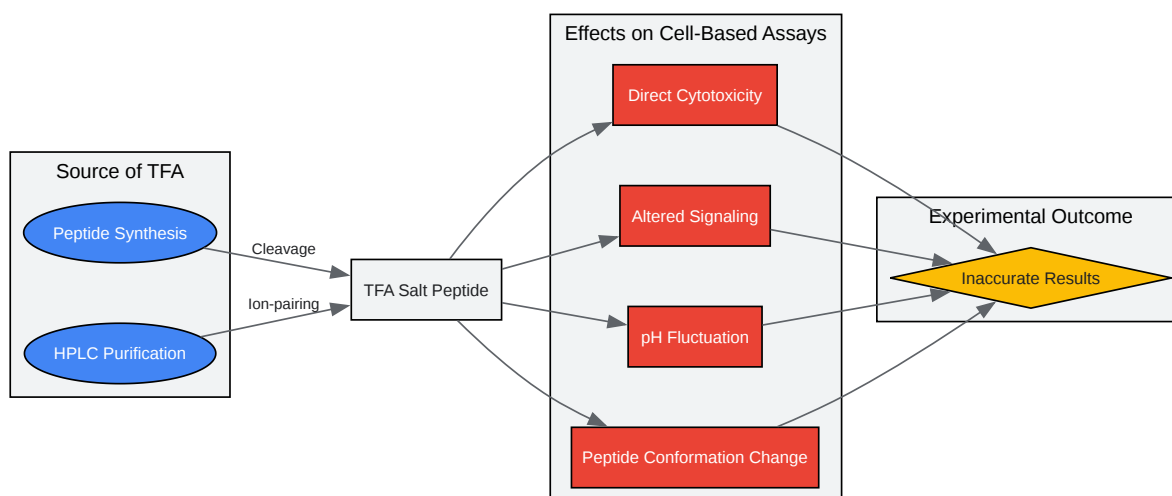 Source of TFA
Peptide Synthesis
HPLC Purification
Cleavage
Ion-pairing
TFA Salt Peptide
Effects on Cell-Based Assays
Direct Cytotoxicity
Altered Signaling
pH Fluctuation
Peptide Conformation Change
Experimental Outcome
Inaccurate Results